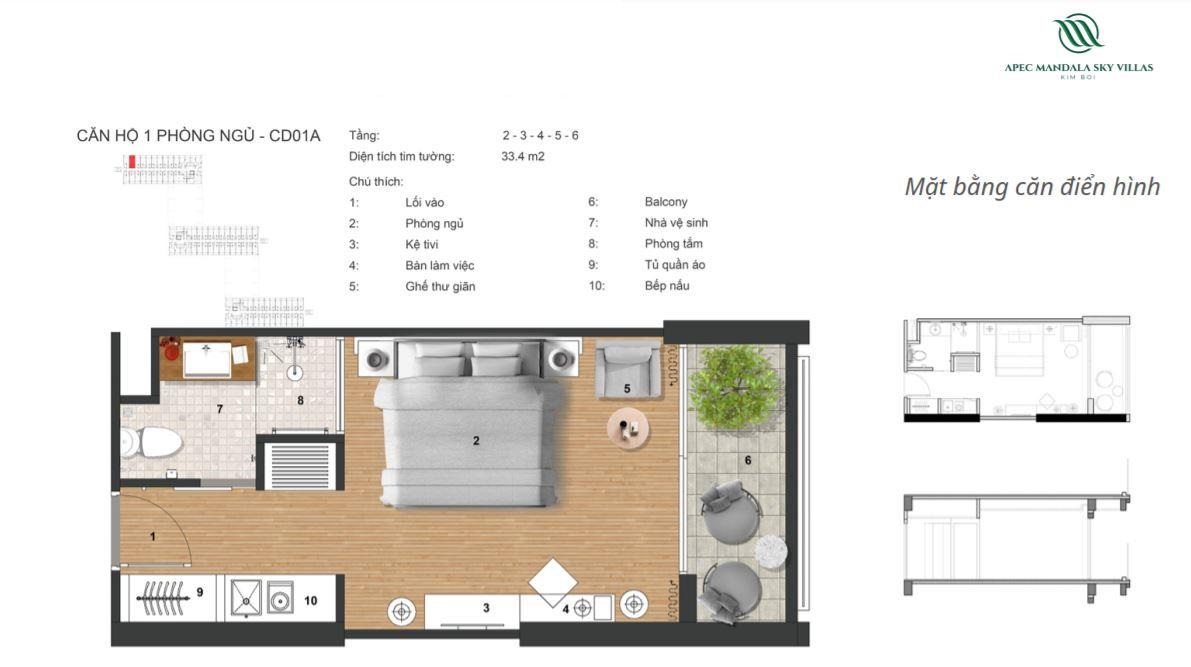 APEC MANDALA SKY VILLAS
KIM BOI
CĂN HỘ 1 PHÒNG NGỦ - CD01A
Tầng: 2 - 3 - 4 - 5 - 6
Diện tích tim tường: 33.4 m2
Chú thích:
1: Lối vào
2: Phòng ngủ
3: Kệ tivi
4: Bàn làm việc
5: Ghế thư giãn
6: Balcony
7: Nhà vệ sinh
8: Phòng tắm
9: Tủ quần áo
10: Bếp nấu
Mặt bằng căn điển hình
5
8
7
2
6
1
9
10
3
4